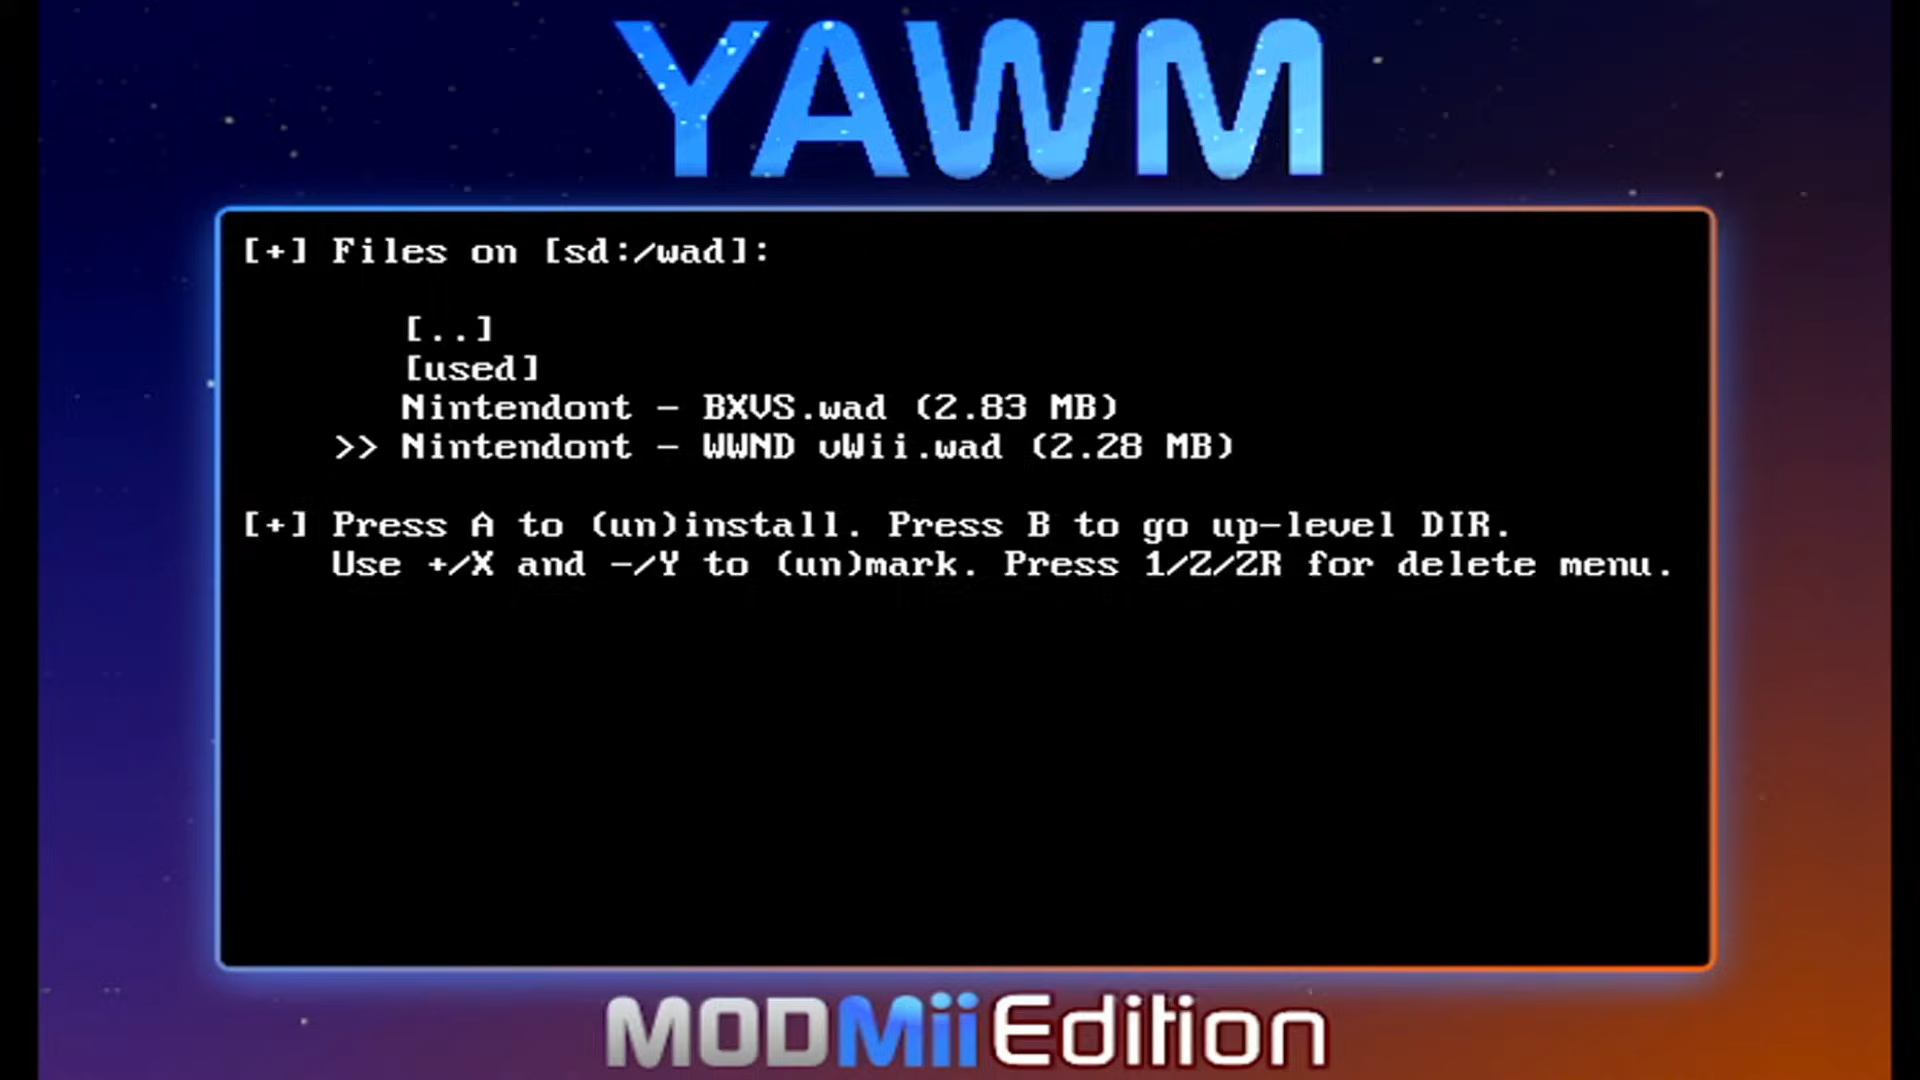 YAWM
[+] Files on [sd:/wad]:
[..]
[used]
Nintendont - BXVS.wad (2.83 MB)
>> Nintendont - WWND vWii.wad (2.28 MB)
[+] Press A to (un)install. Press B to go up-level DIR.
Use +/X and -/Y to (un)mark. Press 1/Z/ZR for delete menu.
MODMii Edition